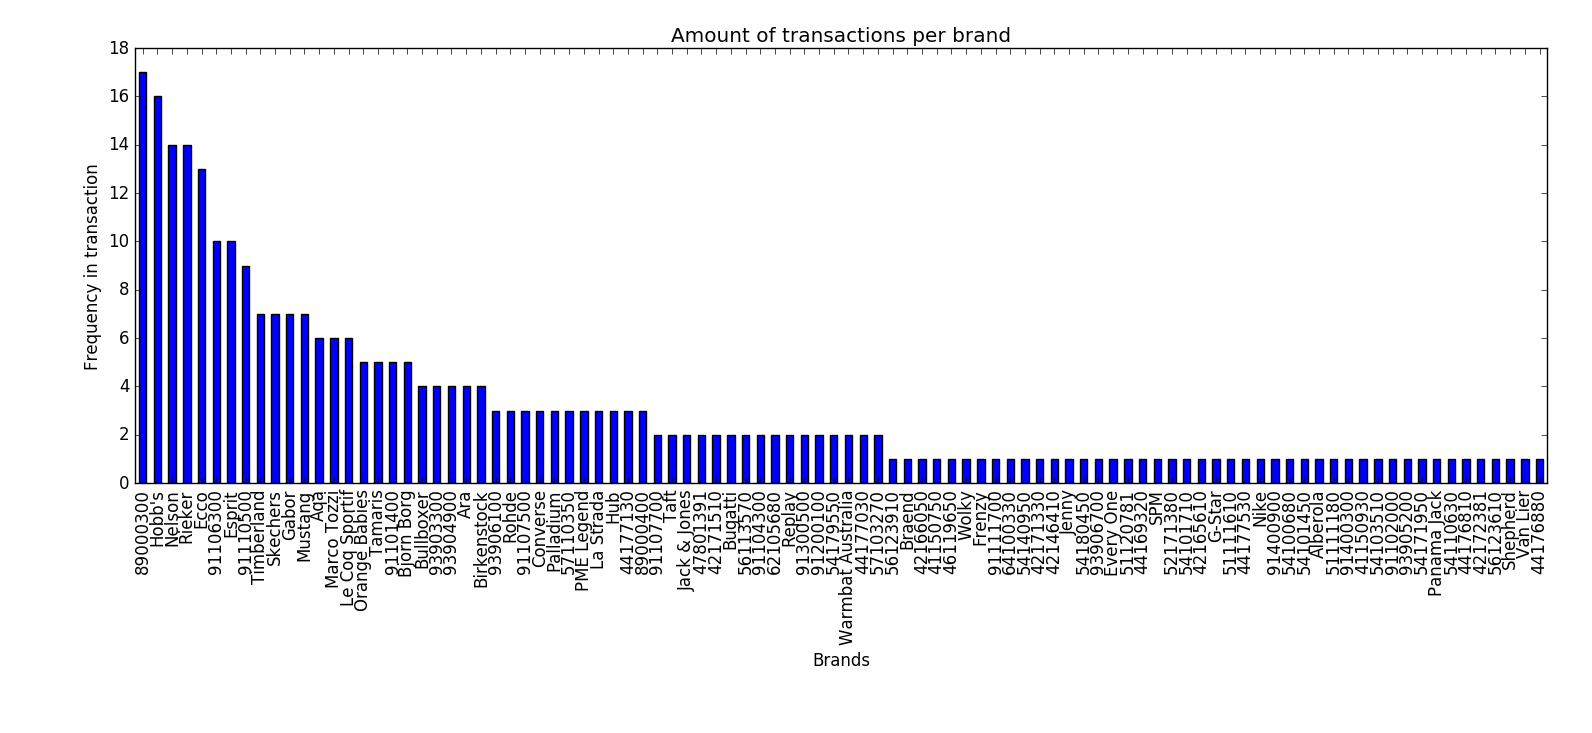 Amount of transactions per brand
18
16
14
12
10
8
6
4
2
0
Frequency in transaction
89000300
Hobb's
Nelson
Rieker
Ecco
91106300
Esprit
91110500
Timberland
Skechers
Gabor
Mustang
Aqa
Marco Tozzi
Le Coq Sportif
Orange Babies
Tamaris
91101400
Bjorn Borg
Bullboxer
93903300
93904900
Ara
Birkenstock
93906100
Rohde
91107500
Converse
Palladium
57110350
PME Legend
La Strada
Hub
44177130
89000400
91107700
Taft
Jack & Jones
47801391
42171510
Bugatti
56113570
91104300
62105680
Replay
91300500
91200100
54179550
Warmbat Australia
44177030
57103270
56123910
Braend
42166050
41150750
46119650
Wolky
Frenzy
91111700
64100730
54140950
42171330
42146410
Jenny
54180450
93906700
Every One
51120781
44169320
SPM
52171380
54101710
42165610
G-Star
51111610
44177530
Nike
91400900
54100680
54101450
Alberola
51111180
91400300
41150930
54103510
91102000
93905200
54171950
Panama Jack
54110630
44176810
42172381
56123610
Shepherd
Van Lier
44176880
Brands